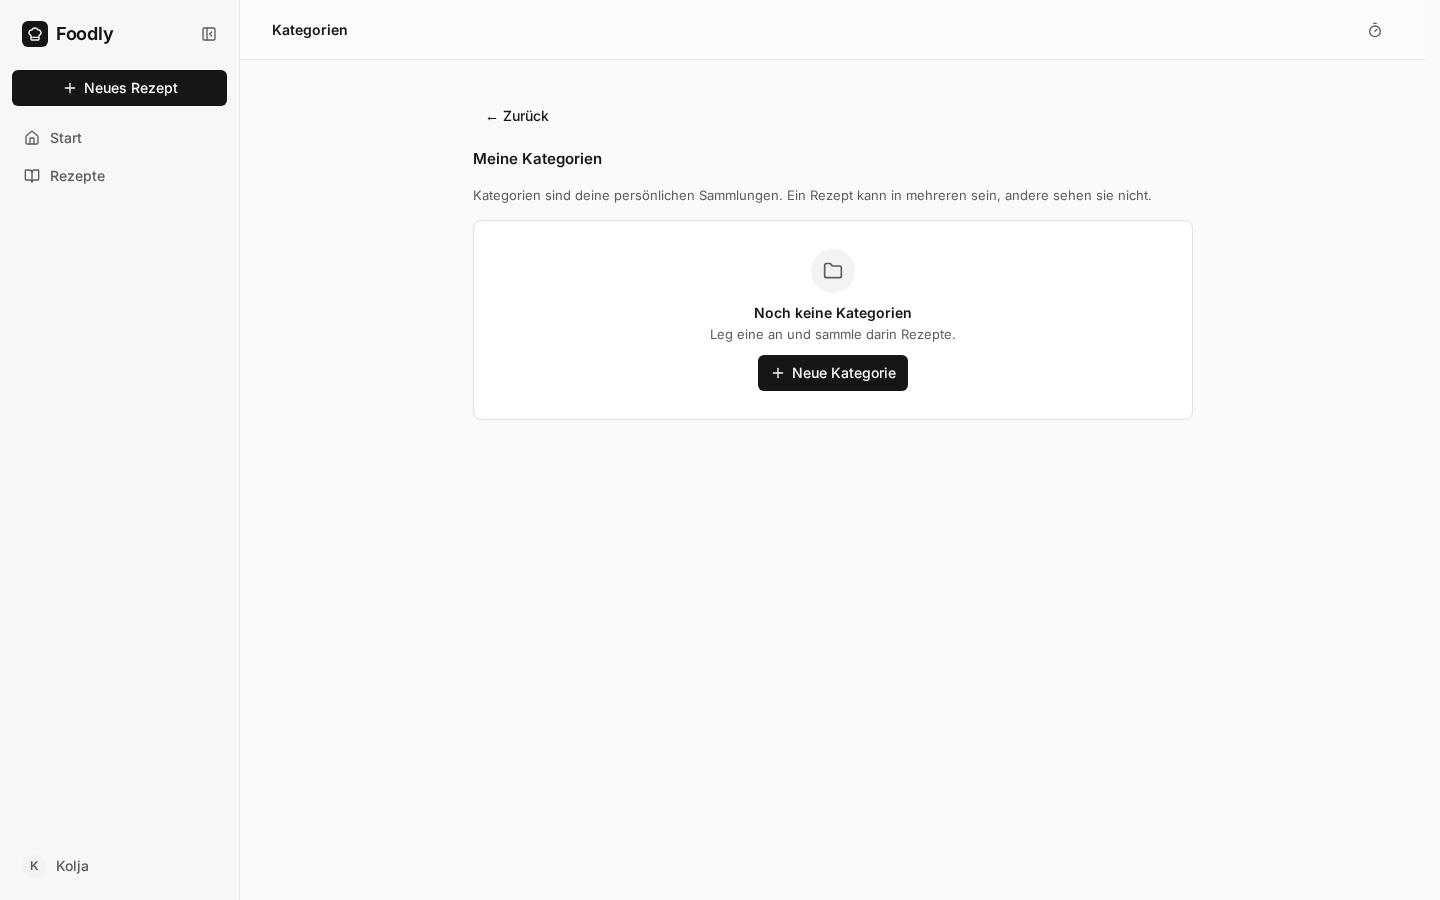 Foodly
Neues Rezept
Start
Rezepte
K Kolja
Kategorien
← Zurück
Meine Kategorien
Kategorien sind deine persönlichen Sammlungen. Ein Rezept kann in mehreren sein, andere sehen sie nicht.
Noch keine Kategorien
Leg eine an und sammle darin Rezepte.
Neue Kategorie